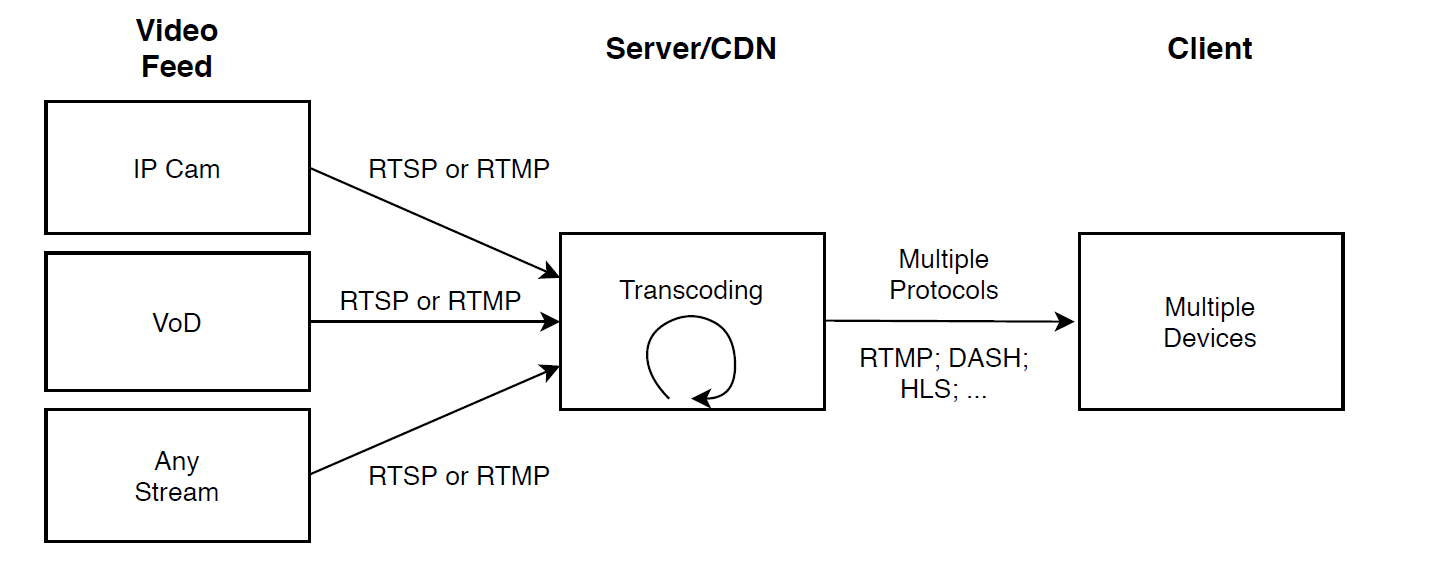 Video
Feed
Server/CDN
Client
IP Cam
RTSP or RTMP
VoD
RTSP or RTMP
Any
Stream
RTSP or RTMP
Transcoding
Multiple
Protocols
RTMP; DASH;
HLS; ...
Multiple
Devices